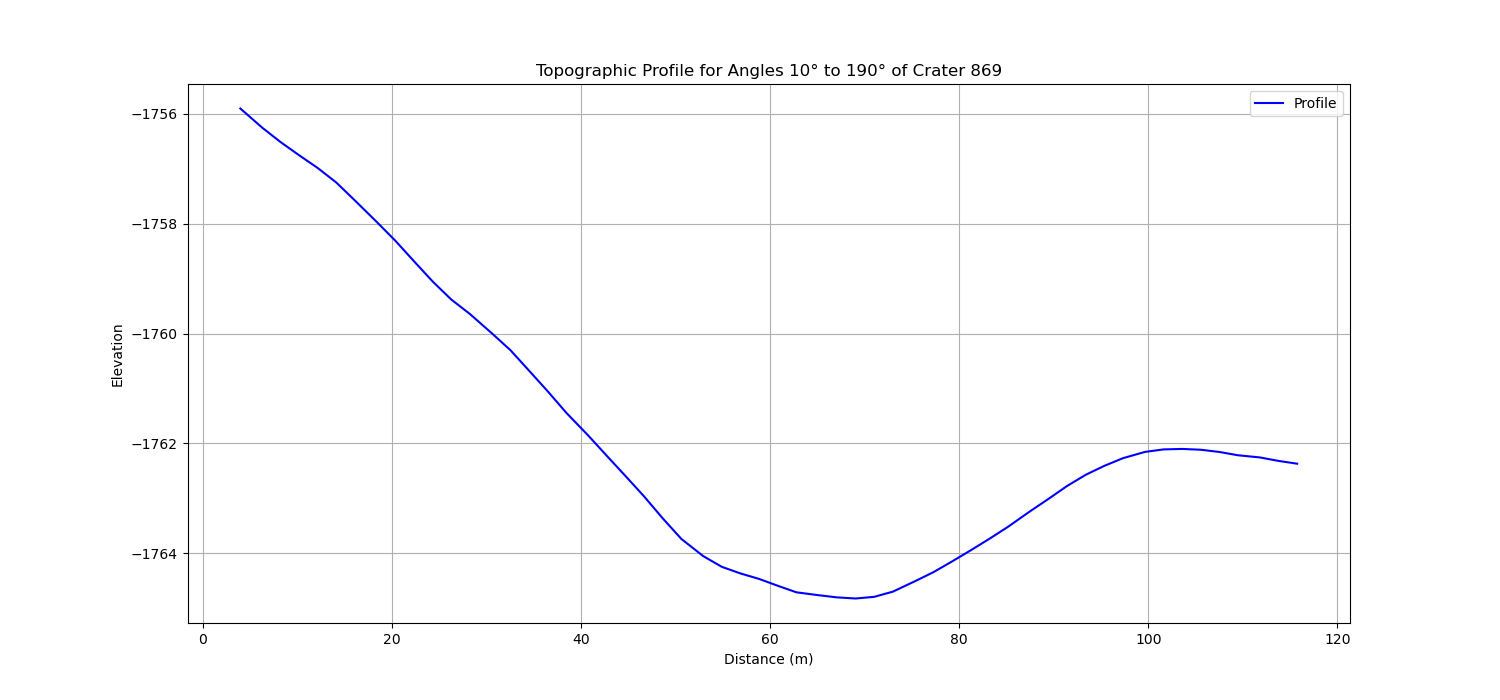 Topographic Profile for Angles 10° to 190° of Crater 869
Profile
−1756
−1758
−1760
−1762
−1764
Elevation
0 20 40 60 80 100 120
Distance (m)